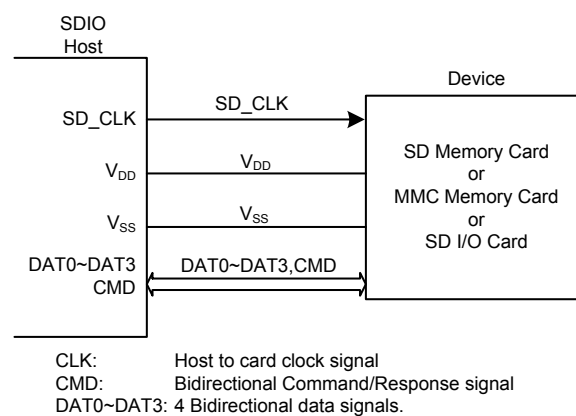 SDIO
Host
Device
SD_CLK
SD_CLK
VDD
VDD
VSS
VSS
DAT0~DAT3
CMD
DAT0~DAT3,CMD
SD Memory Card
or
MMC Memory Card
or
SD I/O Card
CLK: Host to card clock signal
CMD: Bidirectional Command/Response signal
DAT0~DAT3: 4 Bidirectional data signals.